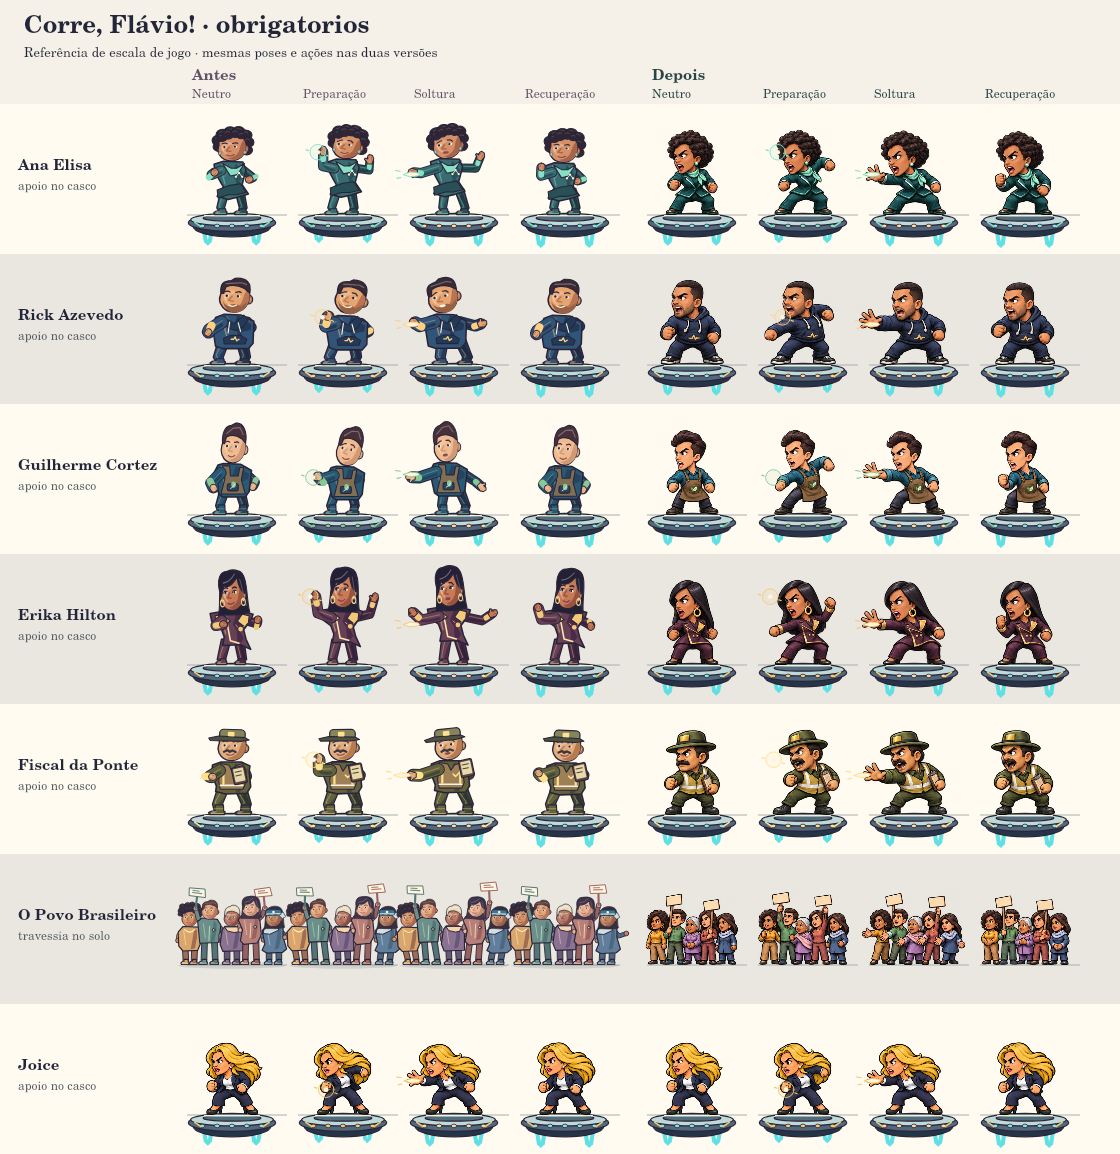 Corre, Flávio! · obrigatorios
Referência de escala de jogo · mesmas poses e ações nas duas versões
Antes
Depois
Neutro
Preparação
Soltura
Recuperação
Neutro
Preparação
Soltura
Recuperação
Ana Elisa
apoio no casco
Rick Azevedo
apoio no casco
Guilherme Cortez
apoio no casco
Erika Hilton
apoio no casco
Fiscal da Ponte
apoio no casco
O Povo Brasileiro
travessia no solo
Joice
apoio no casco